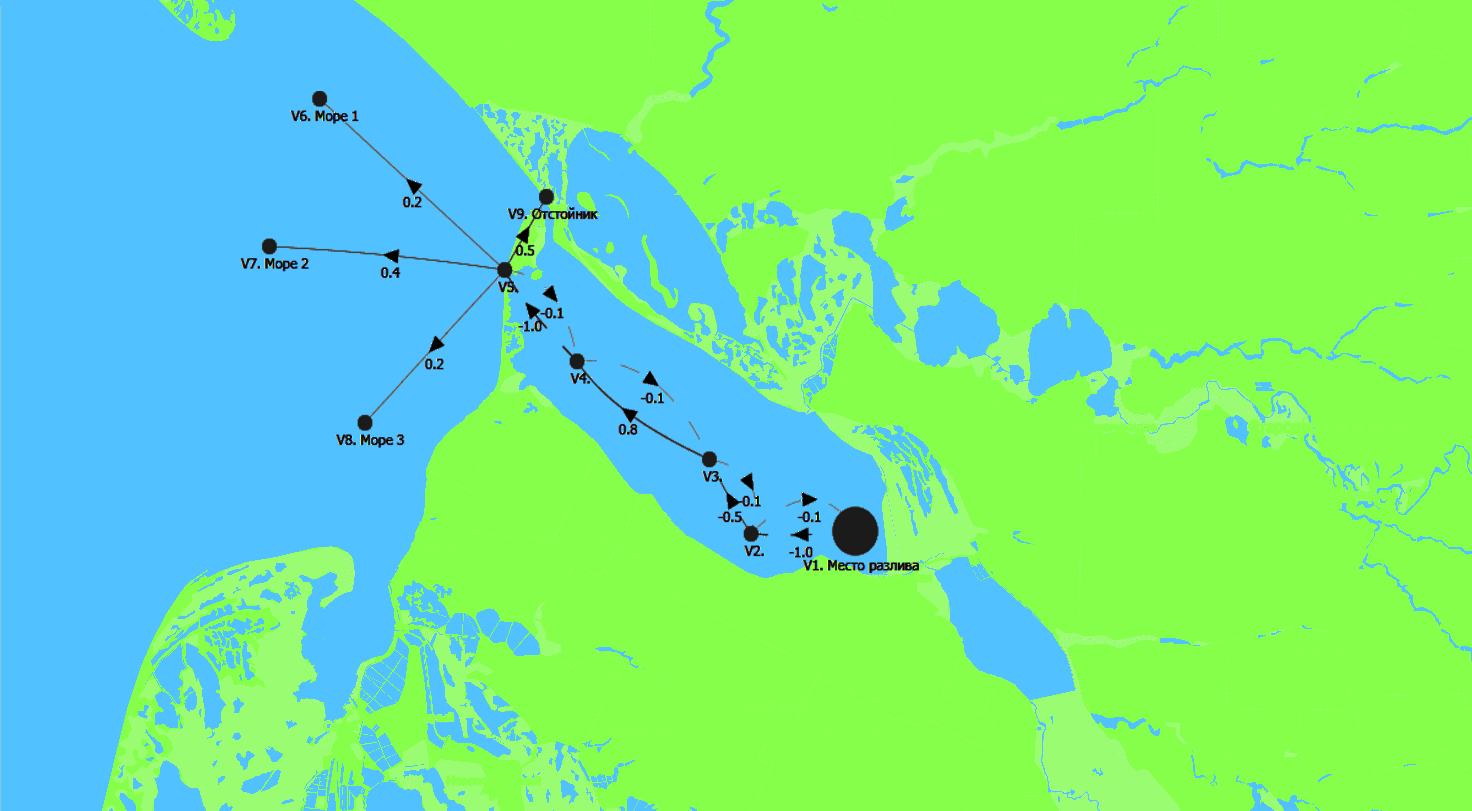 V6. Море 1
0.2
V9. Отстойник
0.5
V7. Море 2
0.4
V5.
-0.1
-1.0
0.2
V4.
-0.1
0.8
V8. Море 3
V3.
-0.1
-0.5
-0.1
V2.
-1.0
V1. Место разлива